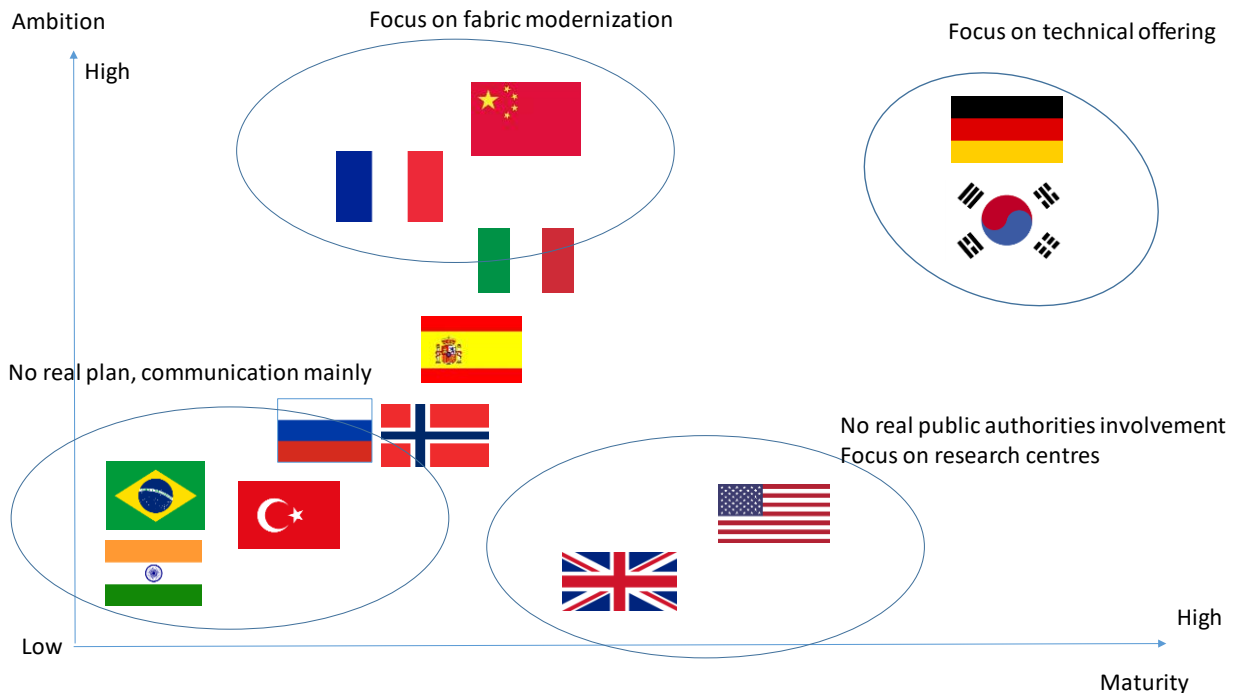 Ambition
Focus on fabric modernization
Focus on technical offering
High
No real plan, communication mainly
No real public authorities involvement
Focus on research centres
High
Low
Maturity